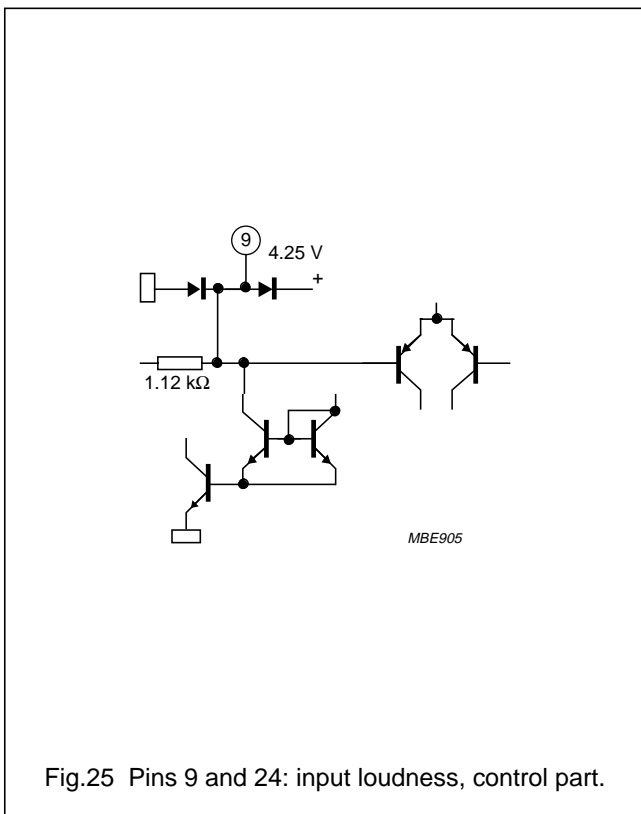 9
4.25 V
+
1.12 kΩ
MBE905
Fig.25 Pins 9 and 24: input loudness, control part.